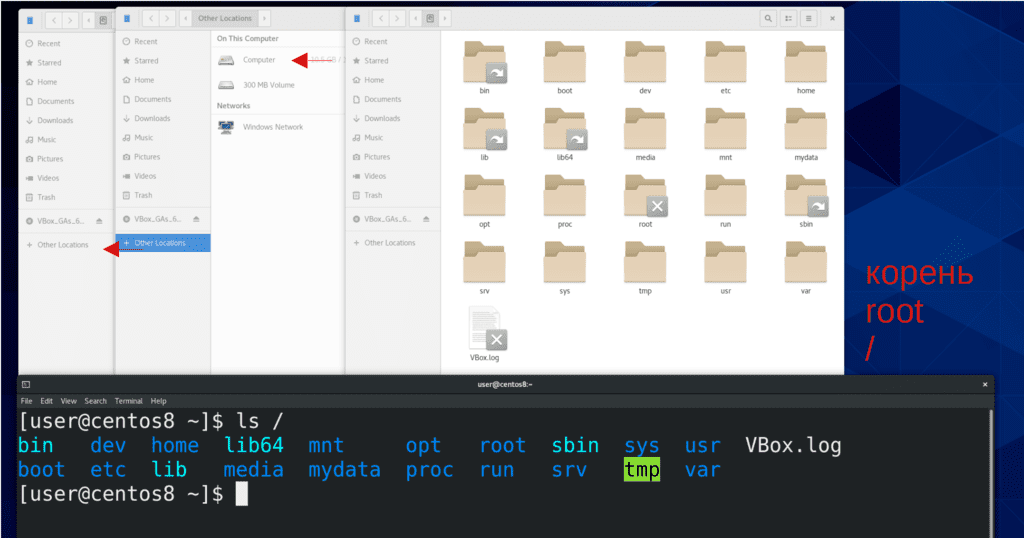 Recent
Starred
Home
Documents
Downloads
Music
Pictures
Videos
Trash
VBox_GAs_6...
+ Other Locations
Other Locations
Recent
Starred
Home
Documents
Downloads
Music
Pictures
Videos
Trash
VBox_GAs_6...
+ Other Locations
On This Computer
Computer
300 MB Volume
Networks
Windows Network
Recent
Starred
Home
Documents
Downloads
Music
Pictures
Videos
Trash
VBox_GAs_6...
+ Other Locations
bin boot dev etc home
lib lib64 media mnt mydata
opt proc root run sbin
srv sys tmp usr var
VBox.log
корень
root
/
user@centos8:~
File Edit View Search Terminal Help
[user@centos8 ~]$ ls /
bin dev home lib64 mnt opt root sbin sys usr VBox.log
boot etc lib media mydata proc run srv tmp var
[user@centos8 ~]$